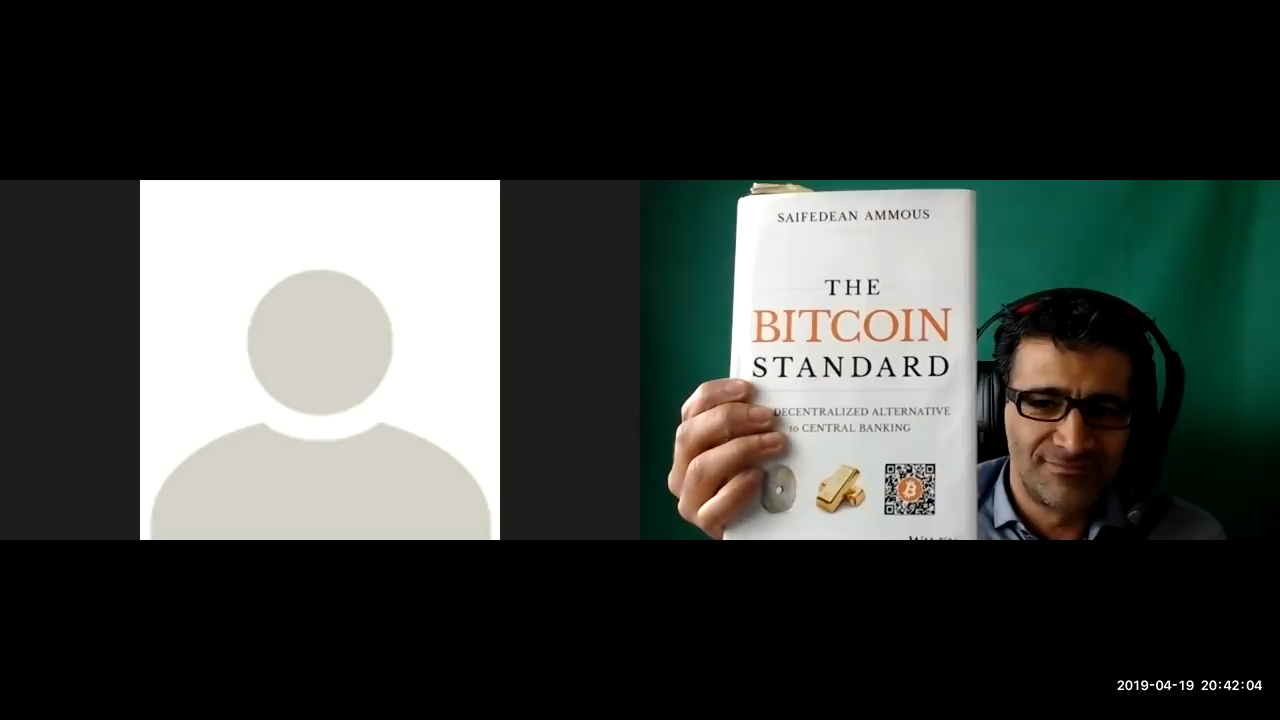 SAIFEDEAN AMMOUS
THE
BITCOIN
STANDARD
DECENTRALIZED ALTERNATIVE
to CENTRAL BANKING
2019-04-19 20:42:04